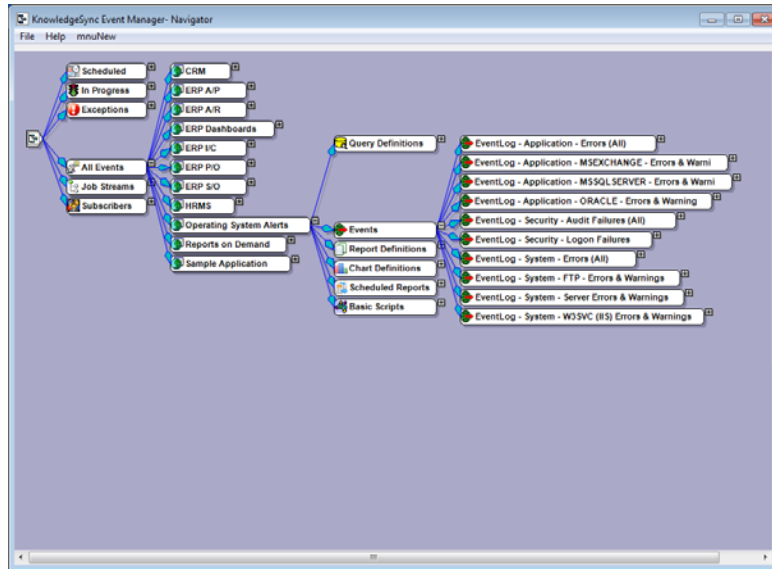 KnowledgeSync Event Manager- Navigator
File Help mnuNew
Scheduled
In Progress
Exceptions
All Events
Job Streams
Subscribers
CRM
ERP A/P
ERP A/R
ERP Dashboards
ERP I/C
ERP P/O
ERP S/O
HRMS
Operating System Alerts
Reports on Demand
Sample Application
Query Definitions
Events
Report Definitions
Chart Definitions
Scheduled Reports
Basic Scripts
EventLog - Application - Errors (All)
EventLog - Application - MSEXCHANGE - Errors & Warni
EventLog - Application - MSSQLSERVER - Errors & Warni
EventLog - Application - ORACLE - Errors & Warning
EventLog - Security - Audit Failures (All)
EventLog - Security - Logon Failures
EventLog - System - Errors (All)
EventLog - System - FTP - Errors & Warnings
EventLog - System - Server Errors & Warnings
EventLog - System - W3SVC (IIS) Errors & Warnings